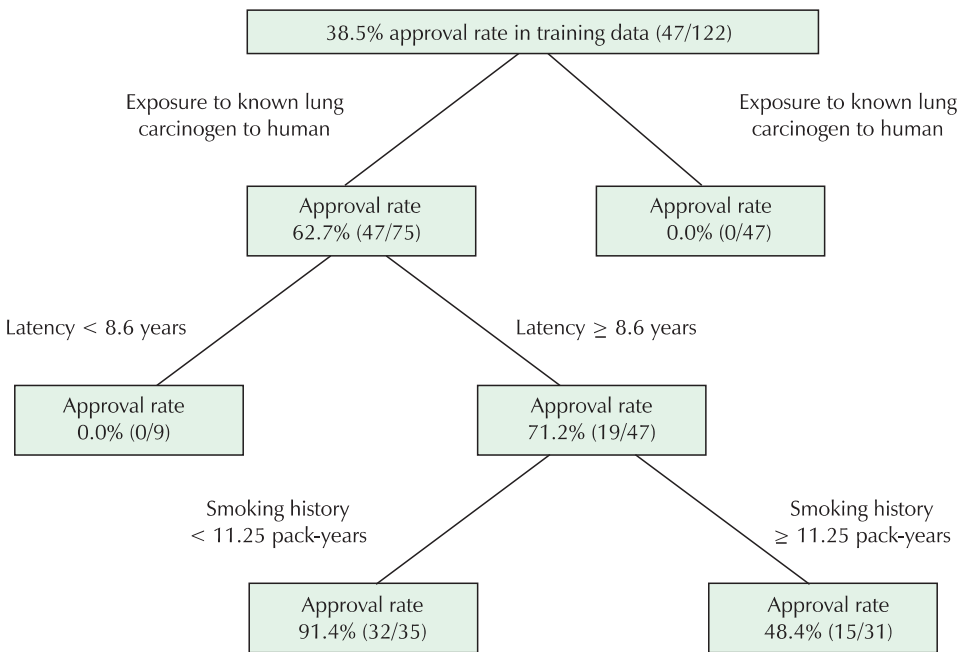 38.5% approval rate in training data (47/122)
Exposure to known lung
carcinogen to human
Exposure to known lung
carcinogen to human
Approval rate
62.7% (47/75)
Approval rate
0.0% (0/47)
Latency < 8.6 years
Latency ≥ 8.6 years
Approval rate
0.0% (0/9)
Approval rate
71.2% (19/47)
Smoking history
< 11.25 pack-years
Smoking history
≥ 11.25 pack-years
Approval rate
91.4% (32/35)
Approval rate
48.4% (15/31)